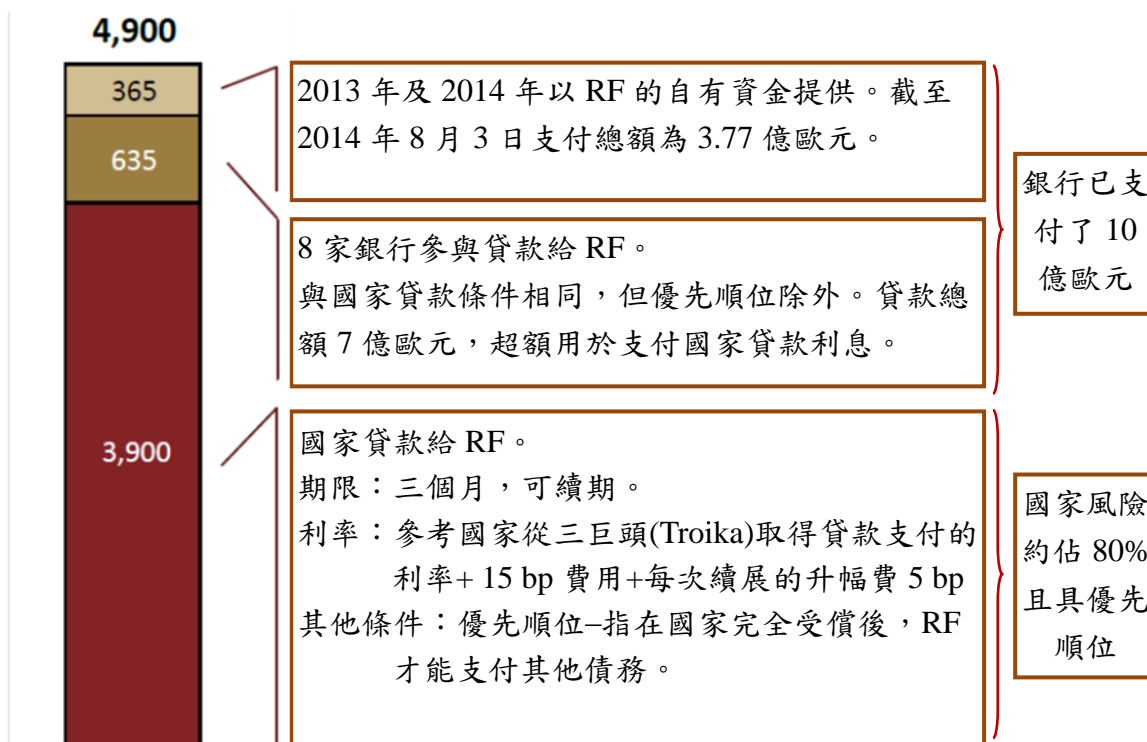 4,900
365
635
3,900
2013 年及 2014 年以 RF 的自有資金提供。截至
2014 年 8 月 3 日支付總額為 3.77 億歐元。
8 家銀行參與貸款給 RF。
與國家貸款條件相同，但優先順位除外。貸款總
額 7 億歐元，超額用於支付國家貸款利息。
銀行已支
付了 10
億歐元
國家貸款給 RF。
期限：三個月，可續期。
利率：參考國家從三巨頭(Troika)取得貸款支付的
利率+ 15 bp 費用+每次續展的升幅費 5 bp
其他條件：優先順位–指在國家完全受償後，RF
才能支付其他債務。
國家風險
約佔 80%
且具優先
順位